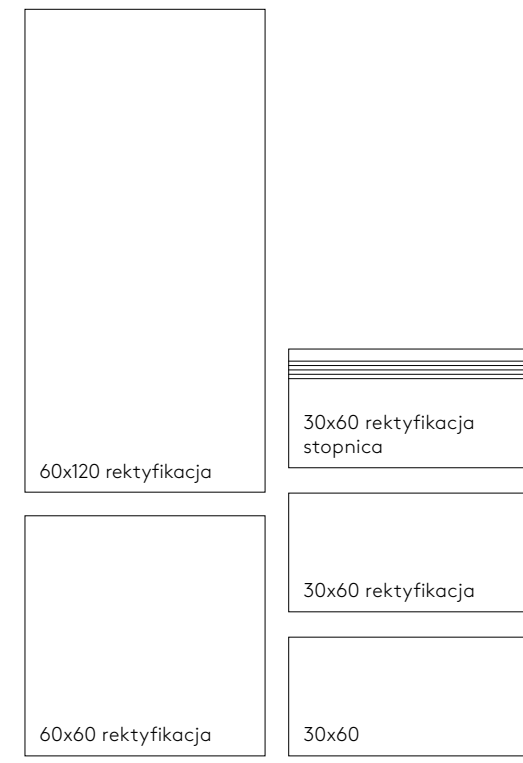 60x120 rektyfikacja
60x60 rektyfikacja
30x60 rektyfikacja
stopnica
30x60 rektyfikacja
30x60